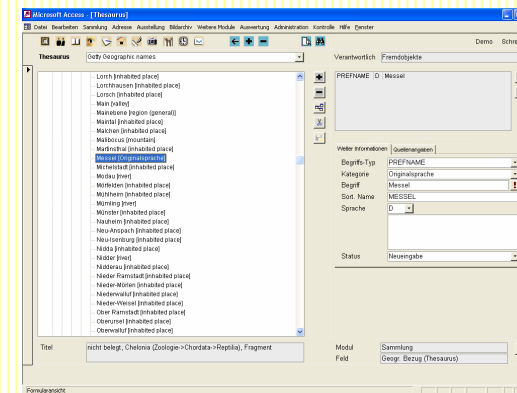 Microsoft Access - [Thesaurus]
Datei Bearbeiten Sammlung Adresse Ausstellung Bildarchiv Weitere Module Auswertung Administration Kontrolle Hilfe Fenster
Demo Schre
Thesaurus Getty Geographic names
Verantwortlich Fremdobjekte
PREFNAME D Messel
Lorch [inhabited place]
Lorchhausen [inhabited place]
Lorsch [inhabited place]
Main [valley]
Mainebene [region (general)]
Maintal [inhabited place]
Malchen [inhabited place]
Malibocus [mountain]
Martinsthal [inhabited place]
Messel [Originalsprache]
Michelstadt [inhabited place]
Modau [river]
Mörfelden [inhabited place]
Mühlheim [inhabited place]
Mümling [river]
Münster [inhabited place]
Nauheim [inhabited place]
Neu-Anspach [inhabited place]
Neu-Isenburg [inhabited place]
Nidda [inhabited place]
Nidder [river]
Nidderau [inhabited place]
Nieder Ramstadt [inhabited place]
Nieder-Mörlen [inhabited place]
Niederwalluf [inhabited place]
Nieder-Weisel [inhabited place]
Ober Ramstadt [inhabited place]
Oberursel [inhabited place]
Oberwalluf [inhabited place]
Weiter Informationen Quellenangaben
Begriffs-Typ PREFNAME
Kategorie Originalsprache
Begriff Messel
Sort. Name MESSEL
Sprache D
Status Neueingabe
Titel nicht belegt, Chelonia (Zoologie->Chordata->Reptilia), Fragment
Modul Sammlung
Feld Geogr. Bezug (Thesaurus)
Formularansicht